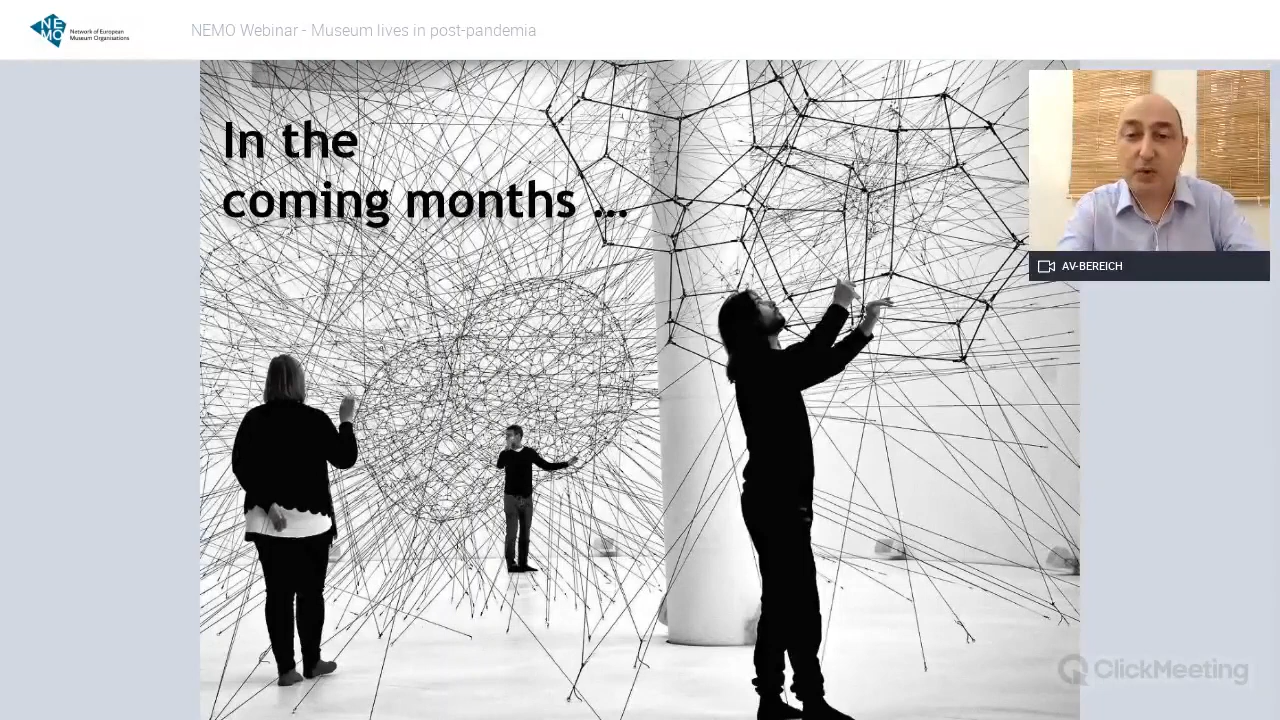 NE
MO
Network of European
Museum Organisations
NEMO Webinar - Museum lives in post-pandemia
In the
coming months ...
AV-BEREICH
ClickMeeting